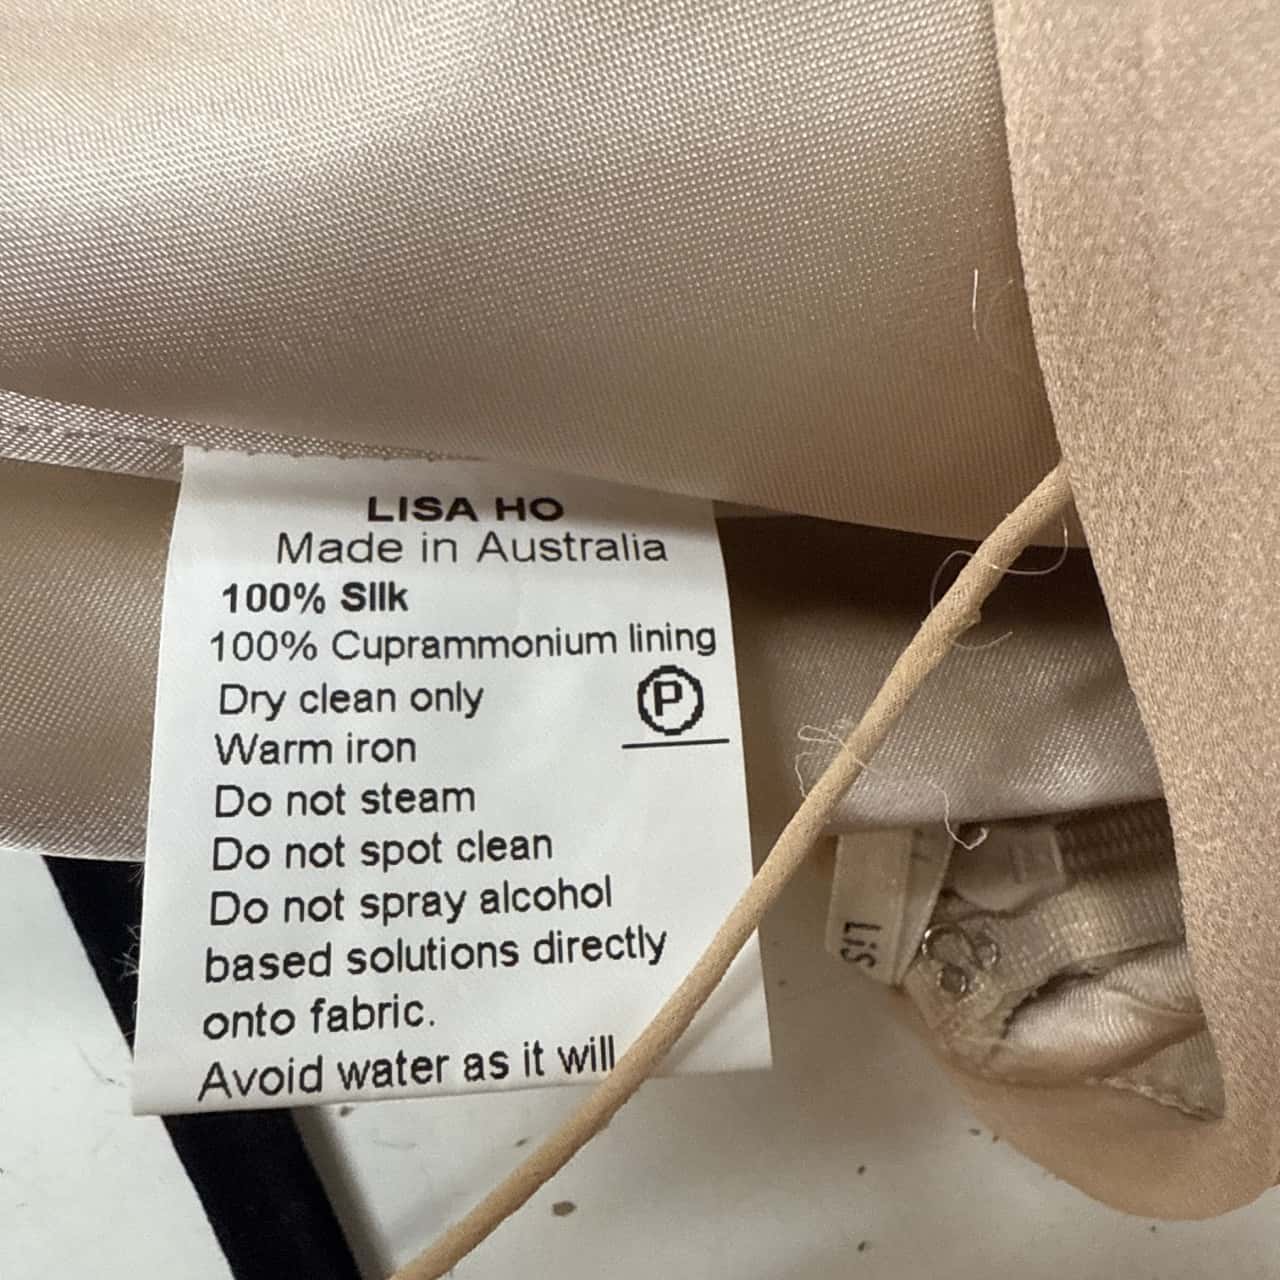 LISA HO
Made in Australia
100% Silk
100% Cuprammonium lining
Dry clean only
P
Warm iron
Do not steam
Do not spot clean
Do not spray alcohol
based solutions directly
onto fabric.
Avoid water as it will